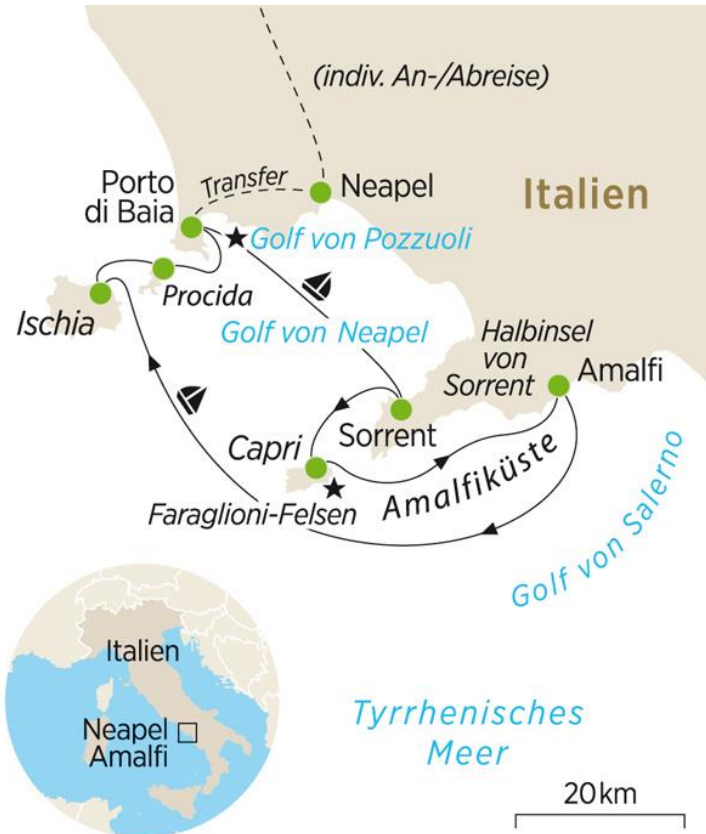 (indiv. An-/Abreise)
Porto
di Baia
Transfer
Neapel
Italien
Golf von Pozzuoli
Procida
Ischia
Golf von Neapel
Halbinsel
von
Sorrent
Amalfi
Sorrent
Capri
Amalfiküste
Faraglioni-Felsen
Golf von Salerno
Italien
Neapel
Amalfi
Tyrrhenisches
Meer
20 km